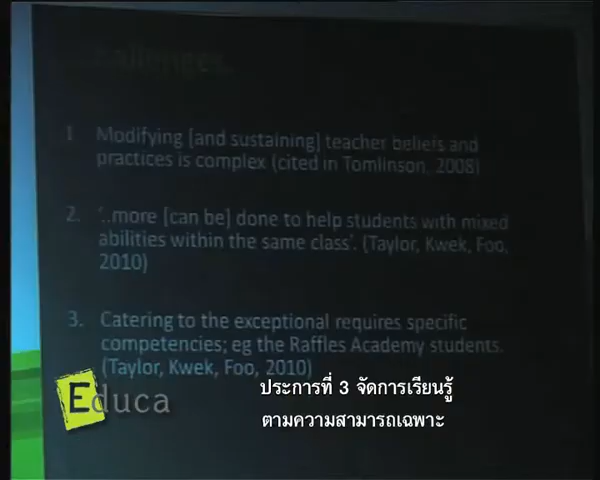 1 Modifying [and sustaining] teacher beliefs and
practices is complex (cited in Tomlinson, 2008)
2. '..more [can be] done to help students with mixed
abilities within the same class'. (Taylor, Kwek, Foo,
2010)
3. Catering to the exceptional requires specific
competencies; eg the Raffles Academy students.
(Taylor, Kwek, Foo, 2010)
Educa
ประการที่ 3 จัดการเรียนรู้
ตามความสามารถเฉพาะ